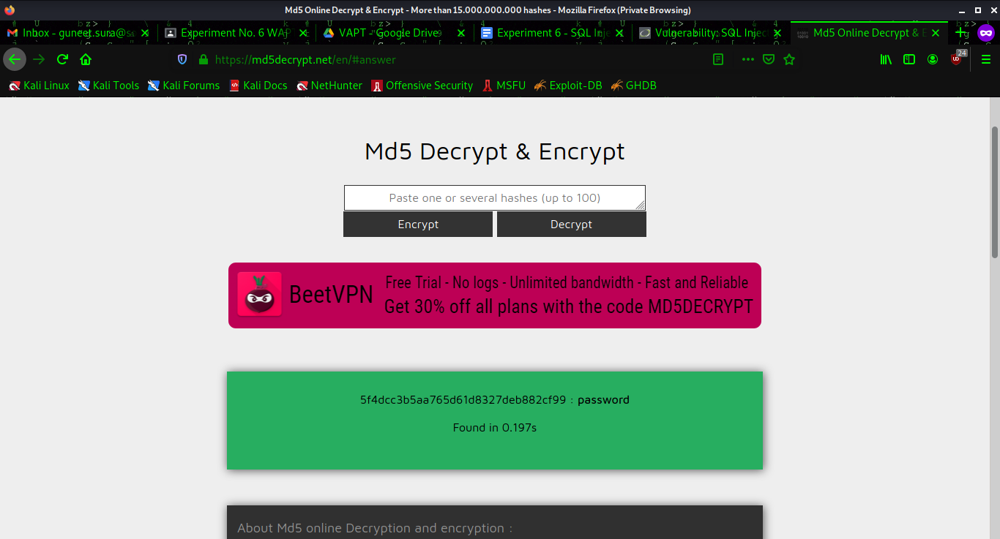 Md5 Online Decrypt & Encrypt - More than 15.000.000.000 hashes - Mozilla Firefox (Private Browsing)
Inbox - guneet.sura@s
Experiment No. 6 WAP
VAPT - Google Drive
Experiment 6 - SQL Inje
Vulnerability: SQL Inject
Md5 Online Decrypt & E
https://md5decrypt.net/en/#answer
24
Kali Linux
Kali Tools
Kali Forums
Kali Docs
NetHunter
Offensive Security
MSFU
Exploit-DB
GHDB
Md5 Decrypt & Encrypt
Paste one or several hashes (up to 100)
Encrypt
Decrypt
BeetVPN
Free Trial - No logs - Unlimited bandwidth - Fast and Reliable
Get 30% off all plans with the code MD5DECRYPT
5f4dcc3b5aa765d61d8327deb882cf99 : password
Found in 0.197s
About Md5 online Decryption and encryption :